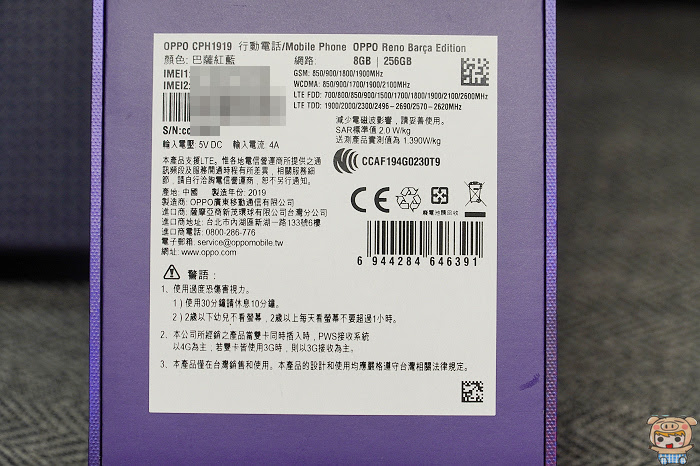 OPPO CPH1919 行動電話/Mobile Phone OPPO Reno Barça Edition
顏色: 巴薩紅藍
IMEI1:
IMEI2:
S/N:cc
輸入電壓: 5V DC 輸入電流: 4A
本產品支援LTE。惟各地電信營運商所提供之通
訊頻段及服務開通時程有所差異，相關服務細
節，請自行洽詢電信營運商，恕不另行通知。
產地: 中國 製造年份: 2019
製造商: OPPO廣東移動通信有限公司
進口商: 薩摩亞商新茂環球有限公司台灣分公司
進口商地址: 台北市內湖區新湖一路133號6樓
進口商電話: 0800-286-776
電子郵箱: service@oppomobile.tw
網址: www.oppo.com
網路: 8GB | 256GB
GSM: 850/900/1800/1900MHz
WCDMA: 850/900/1700/1900/2100MHz
LTE FDD: 700/800/850/900/1500/1700/1800/1900/2100/2600MHz
LTE TDD: 1900/2000/2300/2496-2690/2570-2620MHz
減少電磁波影響，請妥善使用。
SAR標準值 2.0 W/kg
送測產品實測值為 1.390W/kg
CCAF194G0230T9
CE
廢電池請回收
6 944284 646391
警語：
1、使用過度恐傷害視力。
1）使用30分鐘請休息10分鐘。
2）2歲以下幼兒不看螢幕，2歲以上每天看螢幕不要超過1小時。
2、本公司所經銷之產品當雙卡同時插入時，PWS接收系統
以4G為主，若雙卡皆使用3G時，則以3G接收為主。
3、本產品僅在台灣銷售和使用。本產品的設計和使用均應嚴格遵守台灣相關法律規定。